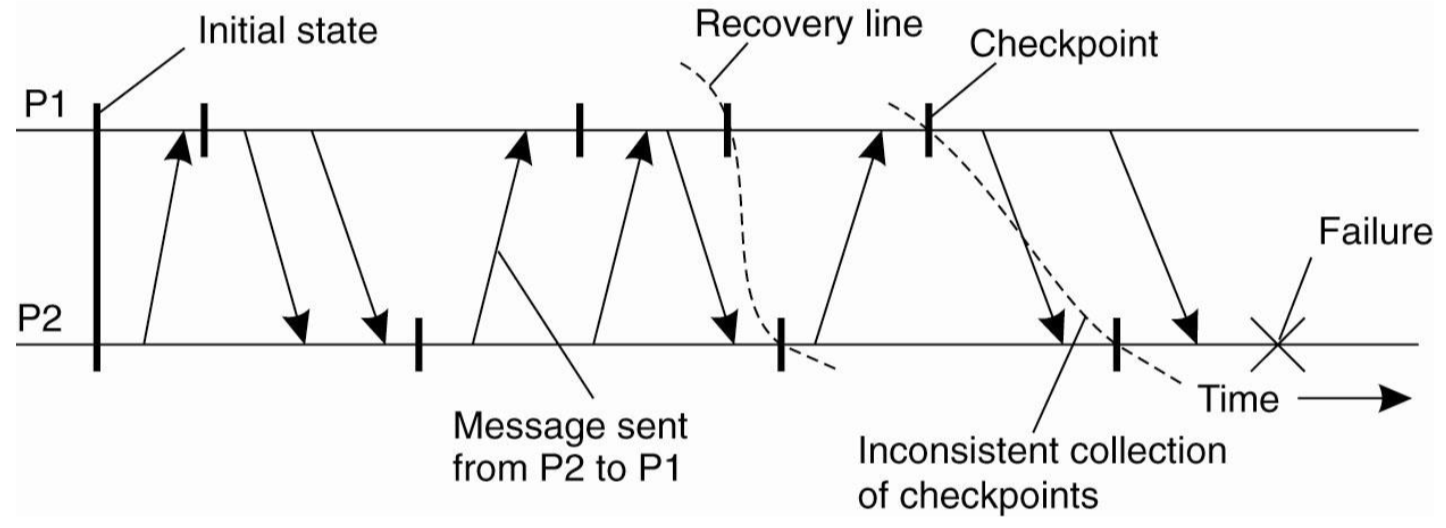 Initial state
Recovery line
Checkpoint
P1
Failure
P2
Time
Message sent
from P2 to P1
Inconsistent collection
of checkpoints